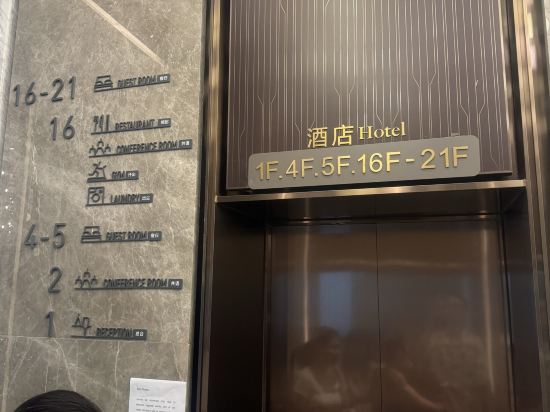 16-21 GUEST ROOM
16 RESTAURANT
CONFERENCE ROOM
GYM
LAUNDRY
4-5 GUEST ROOM
2 CONFERENCE ROOM
1 RECEPTION
酒店 Hotel
1F.4F.5F.16F-21F